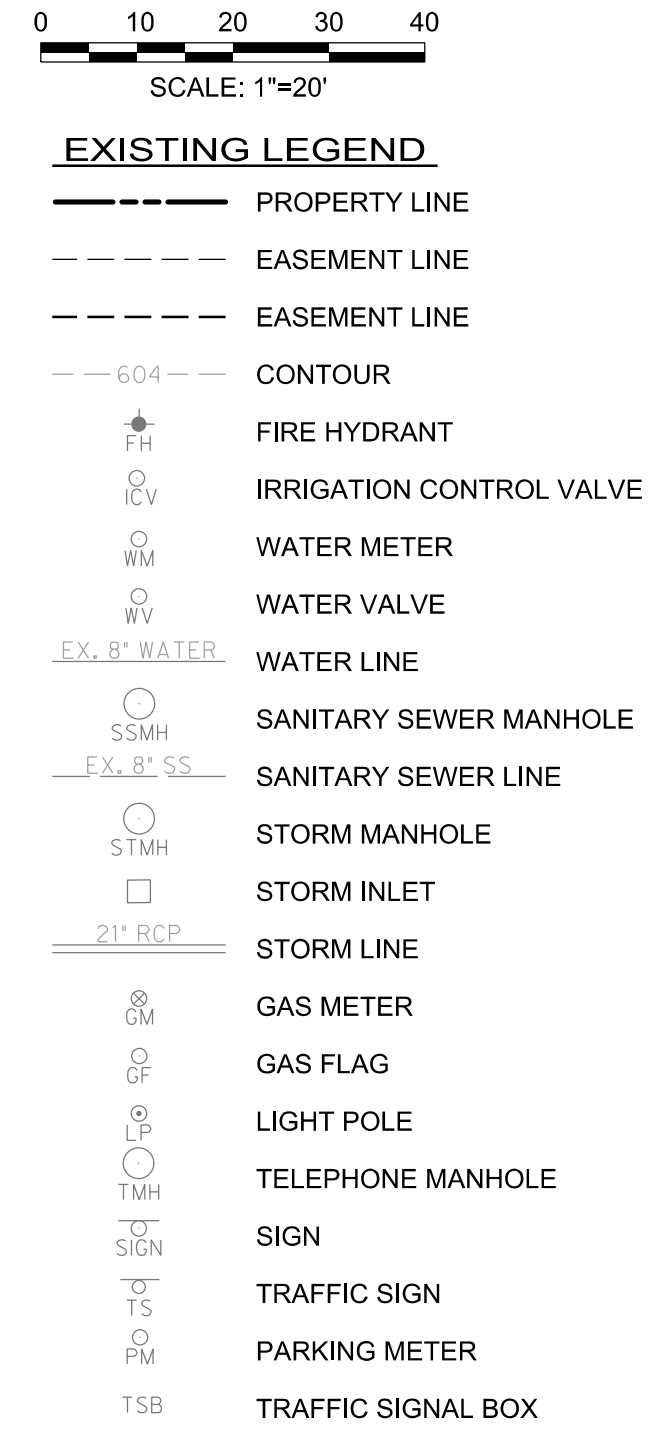 0 10 20 30 40
SCALE: 1"=20'
EXISTING LEGEND
PROPERTY LINE
EASEMENT LINE
EASEMENT LINE
604 CONTOUR
FH FIRE HYDRANT
ICV IRRIGATION CONTROL VALVE
WM WATER METER
WV WATER VALVE
EX. 8" WATER WATER LINE
SSMH SANITARY SEWER MANHOLE
EX. 8" SS SANITARY SEWER LINE
STMH STORM MANHOLE
STORM INLET
21" RCP STORM LINE
GM GAS METER
GF GAS FLAG
LP LIGHT POLE
TMH TELEPHONE MANHOLE
SIGN SIGN
TS TRAFFIC SIGN
PM PARKING METER
TSB TRAFFIC SIGNAL BOX